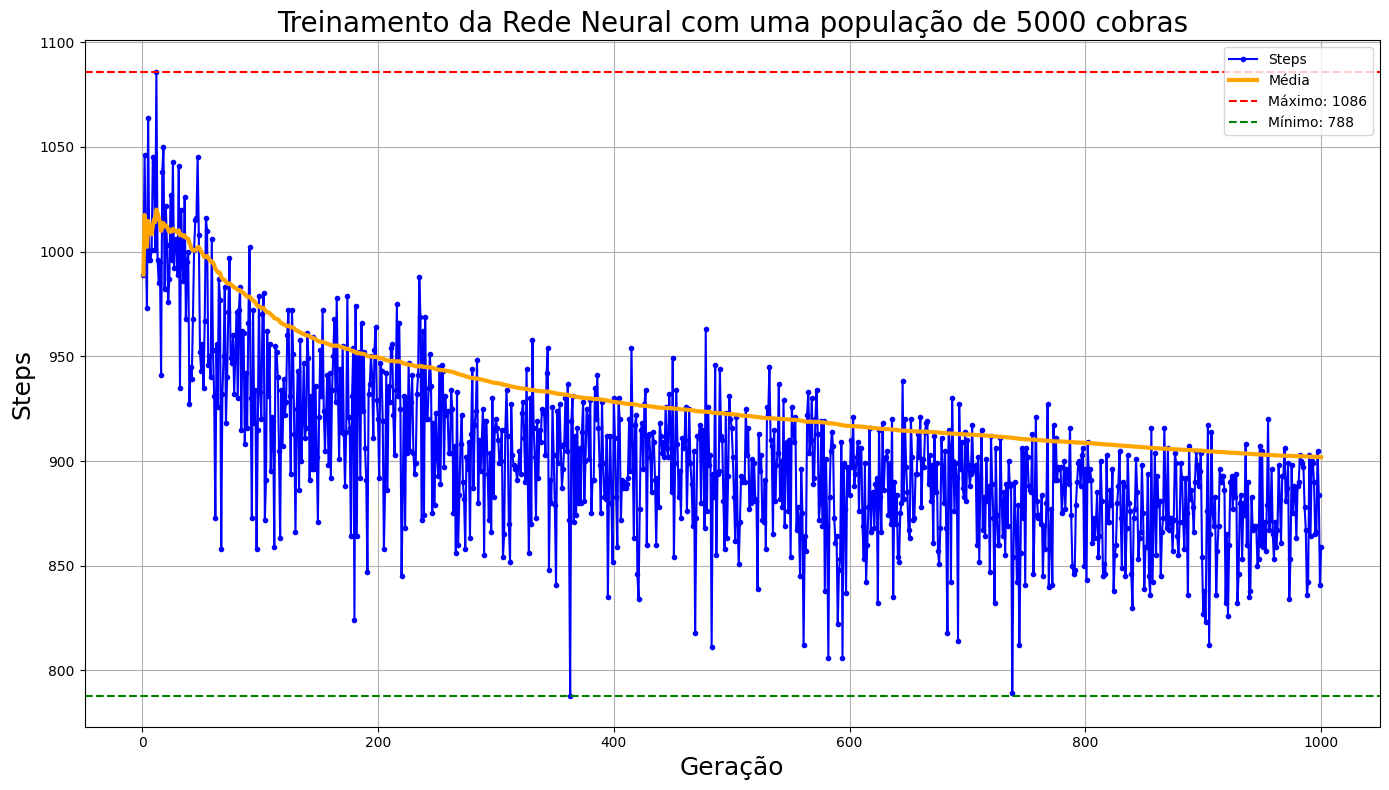 Treinamento da Rede Neural com uma população de 5000 cobras
Steps
Média
Máximo: 1086
Mínimo: 788
1100
1050
1000
950
900
850
800
Steps
0
200
400
600
800
1000
Geração